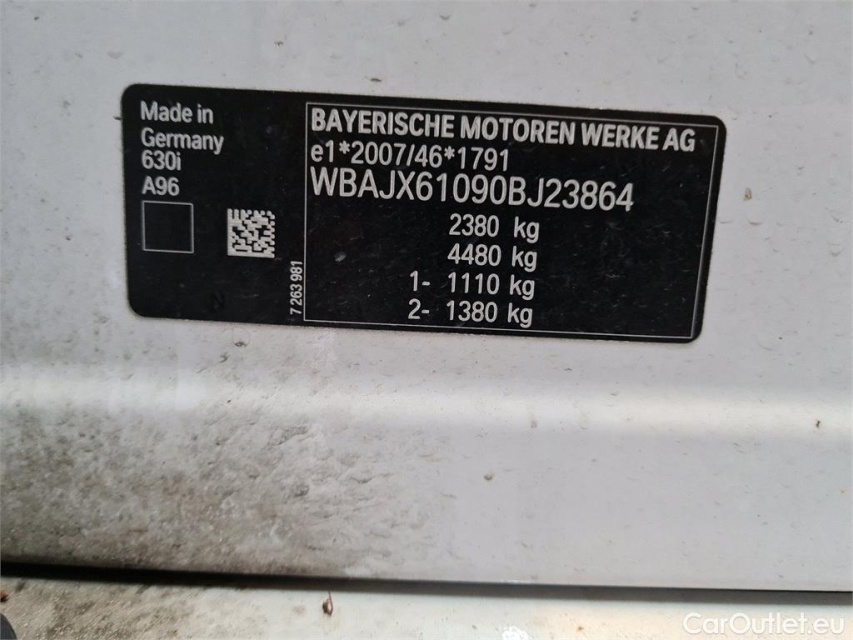 Made in
Germany
630i
A96
7 263 981
BAYERISCHE MOTOREN WERKE AG
e1*2007/46*1791
WBAJX61090BJ23864
2380 kg
4480 kg
1- 1110 kg
2- 1380 kg
CarOutlet.eu